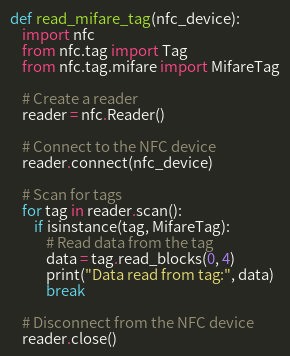 def read_mifare_tag(nfc_device):
    import nfc
    from nfc.tag import Tag
    from nfc.tag.mifare import MifareTag

    # Create a reader
    reader = nfc.Reader()

    # Connect to the NFC device
    reader.connect(nfc_device)

    # Scan for tags
    for tag in reader.scan():
        if isinstance(tag, MifareTag):
            # Read data from the tag
            data = tag.read_blocks(0, 4)
            print("Data read from tag:", data)
            break

    # Disconnect from the NFC device
    reader.close()